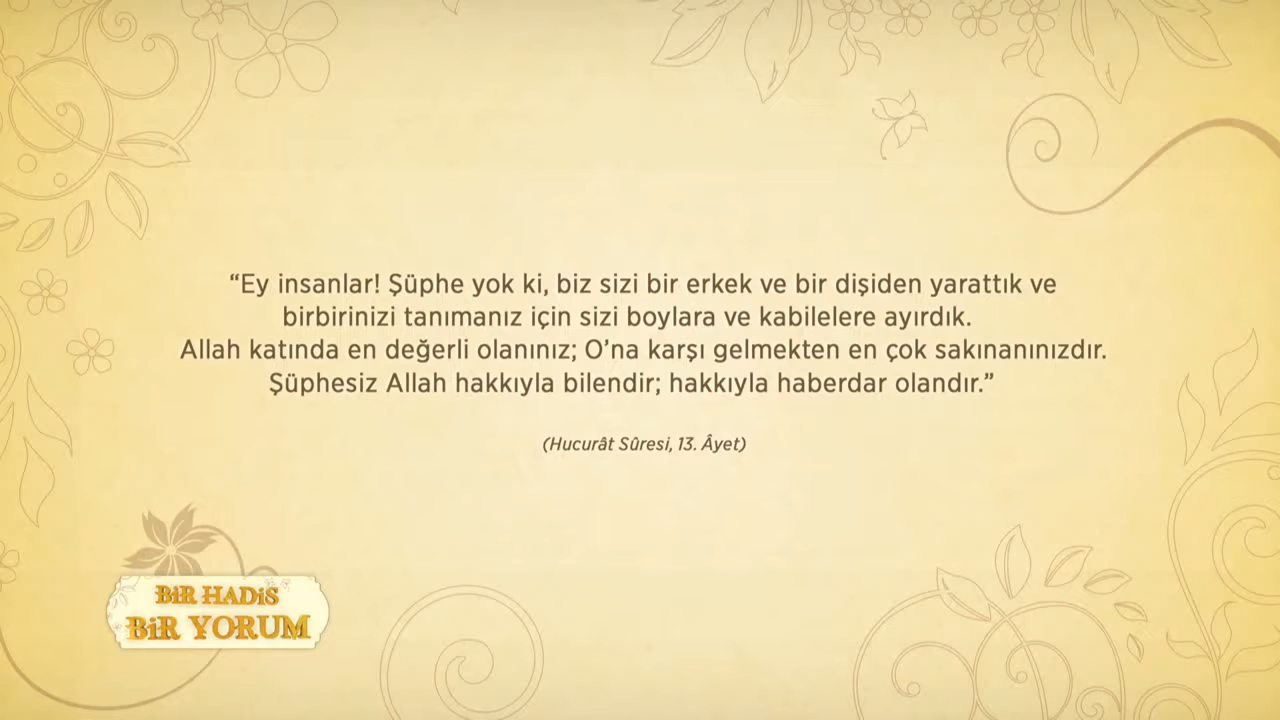 “Ey insanlar! Şüphe yok ki, biz sizi bir erkek ve bir dişiden yarattık ve
birbirinizi tanımanız için sizi boylara ve kabilelere ayırdık.
Allah katında en değerli olanınız; O’na karşı gelmekten en çok sakınanınızdır.
Şüphesiz Allah hakkıyla bilendir; hakkıyla haberdar olandır.”
(Hucurât Sûresi, 13. Âyet)
BİR HADİS
BİR YORUM